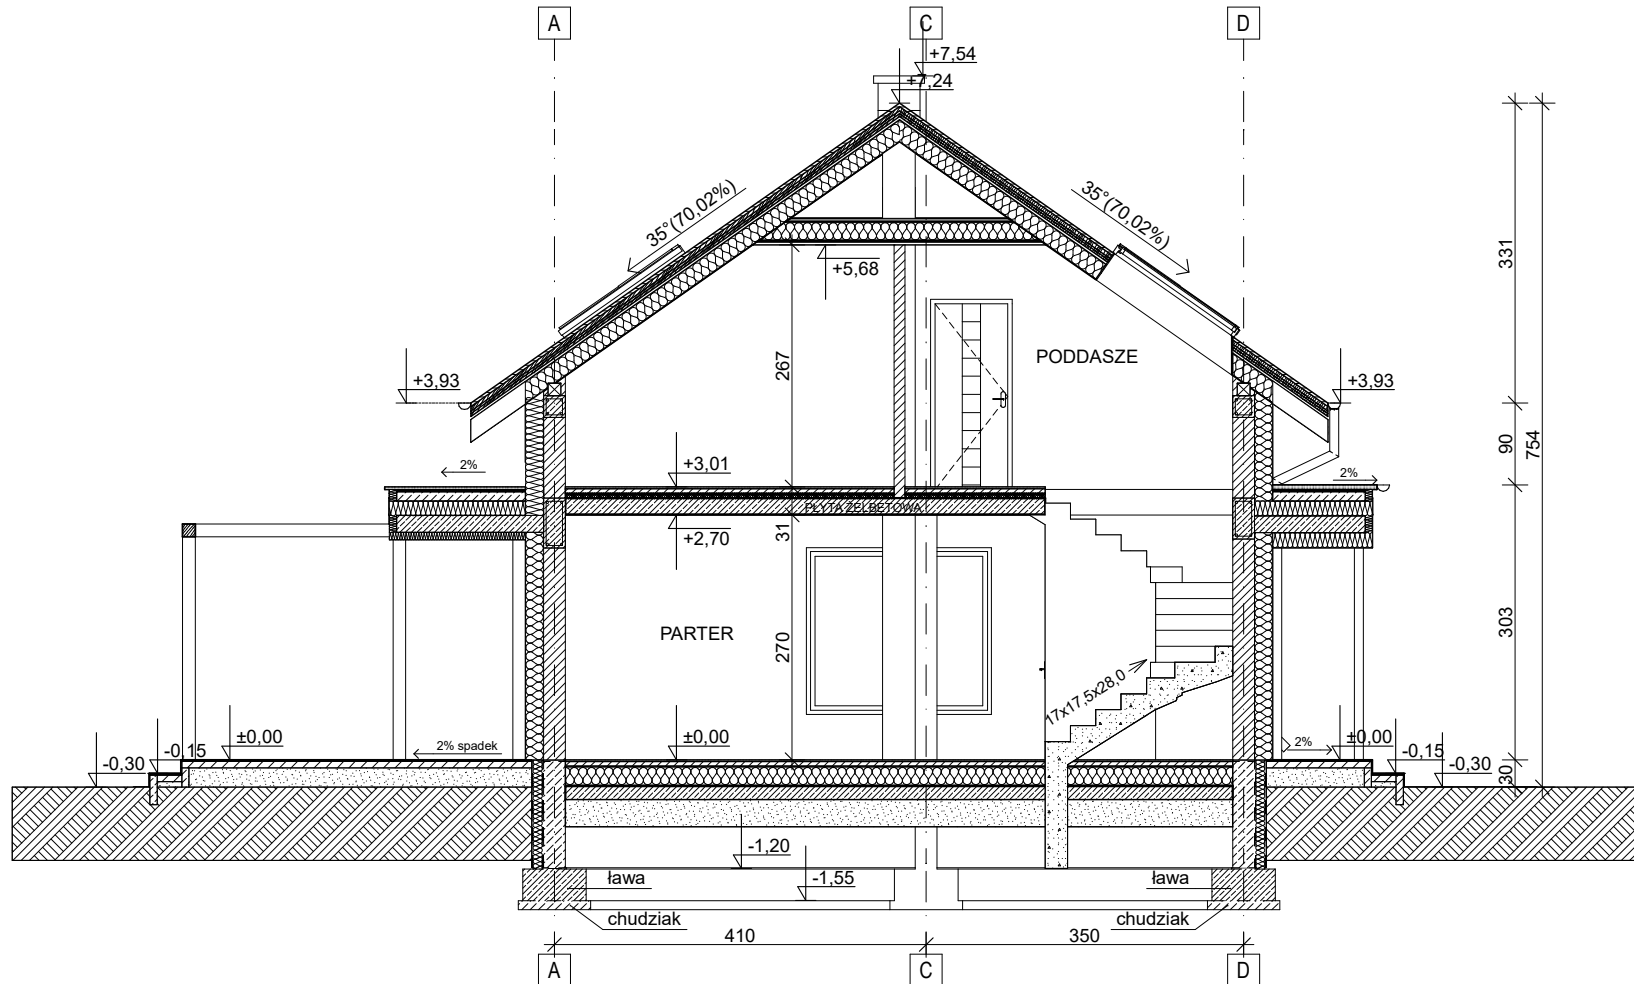 A
C
D
+7,54
+7,24
35°(70,02%)
35°(70,02%)
331
+5,68
267
PODDASZE
+3,93
+3,93
90
754
2%
+3,01
2%
PŁYTA ŻELBETOWA
+2,70
31
PARTER
270
303
17x17,5x28,0
-0,30
-0,15
±0,00
2% spadek
±0,00
2%
±0,00
-0,15
-0,30
30
-1,20
ława
-1,55
ława
chudziak
chudziak
410
350
A
C
D